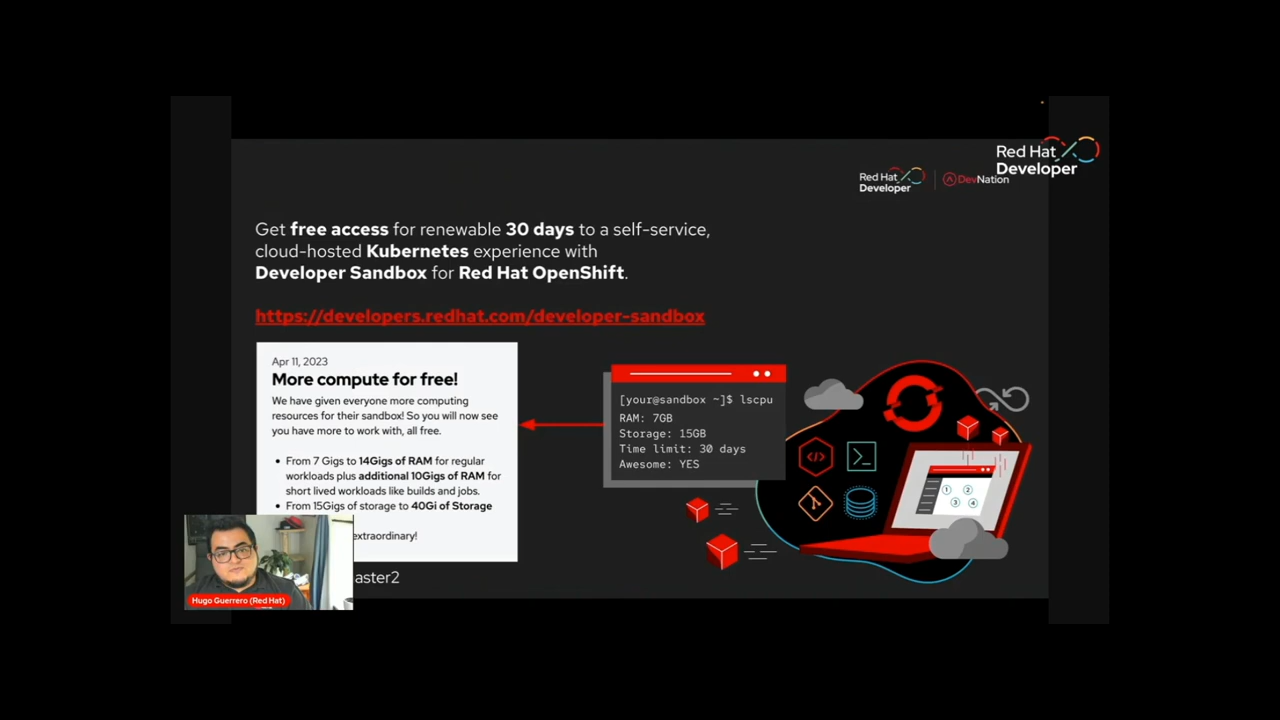 Red Hat
Developer
Red Hat
Developer
DevNation
Get free access for renewable 30 days to a self-service,
cloud-hosted Kubernetes experience with
Developer Sandbox for Red Hat OpenShift.
https://developers.redhat.com/developer-sandbox
Apr 11, 2023
More compute for free!
We have given everyone more computing
resources for their sandbox! So you will now see
you have more to work with, all free.
• From 7 Gigs to 14Gigs of RAM for regular
workloads plus additional 10Gigs of RAM for
short lived workloads like builds and jobs.
• From 15Gigs of storage to 40Gi of Storage
extraordinary!
[your@sandbox ~]$ lscpu
RAM: 7GB
Storage: 15GB
Time limit: 30 days
Awesome: YES
1 2
3 4
aster2
Hugo Guerrero (Red Hat)